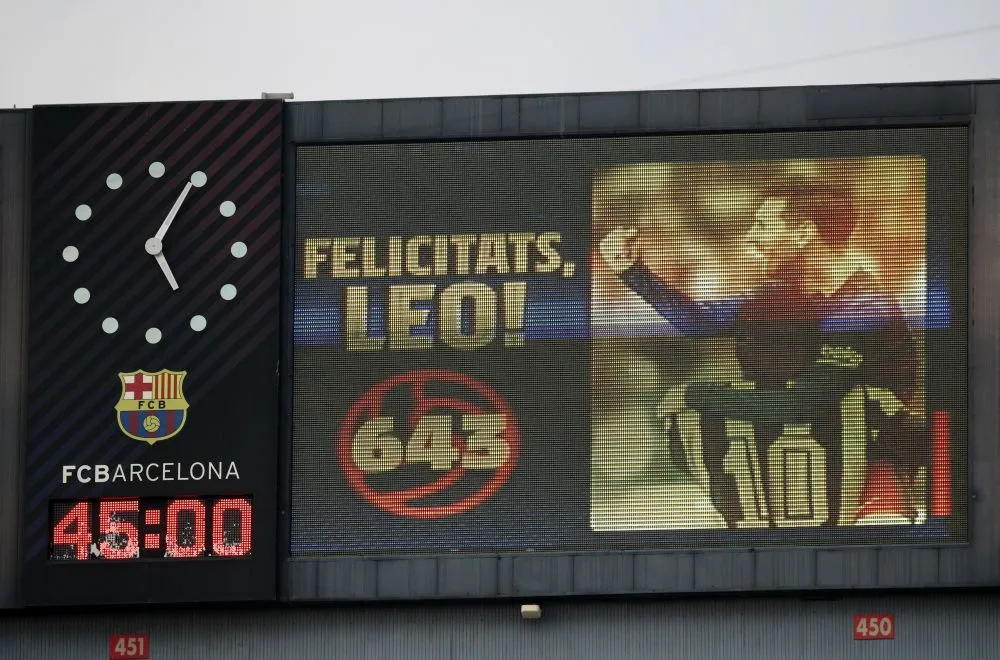 FELICITATS,
LEO!
643
10
FCB
FCBARCELONA
45:00
451
450